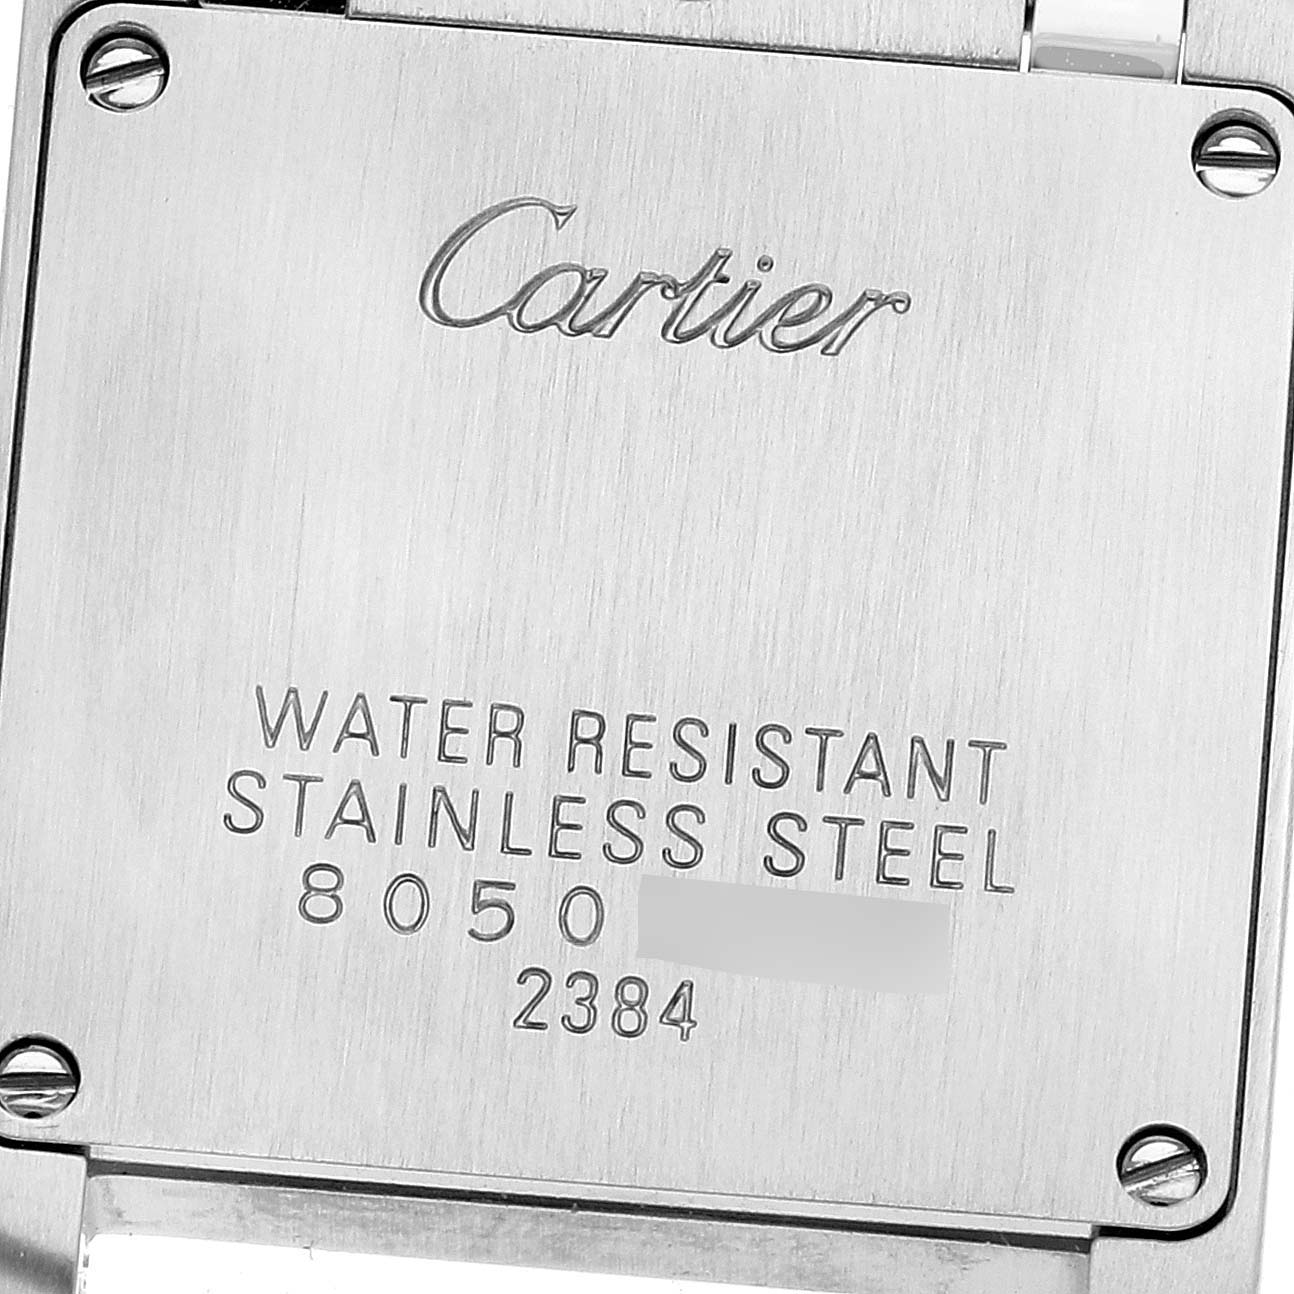 Cartier
WATER RESISTANT
STAINLESS STEEL
8050
2384